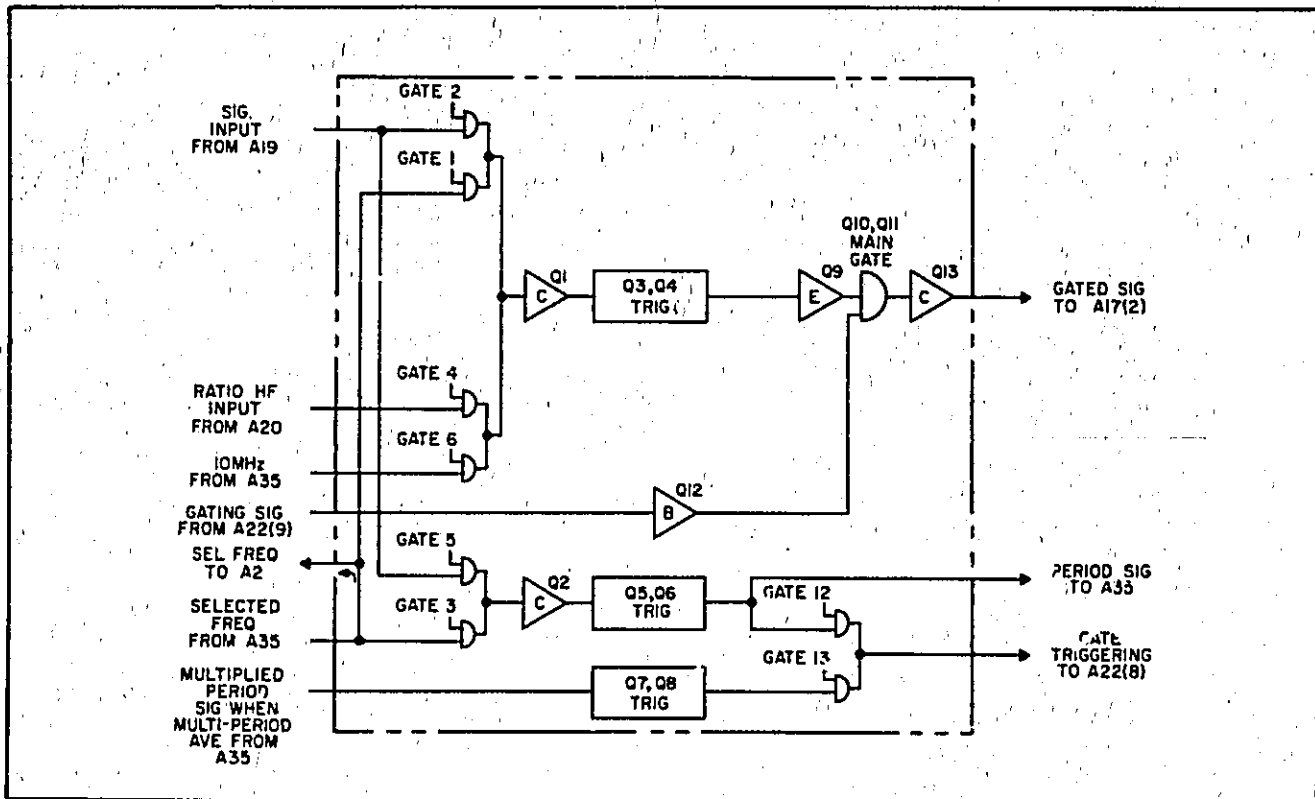 GATE 2
SIG.
INPUT
FROM A19
GATE 1
Q10,Q11
MAIN
GATE
Q1
C
Q3,Q4
TRIG
Q9
E
Q13
C
GATED SIG
TO A17(2)
GATE 4
RATIO HF
INPUT
FROM A20
GATE 6
10MHz
FROM A35
Q12
B
GATING SIG
FROM A22(9)
GATE 5
SEL FREQ
TO A2
Q2
C
Q5,Q6
TRIG
PERIOD SIG
TO A35
GATE 12
GATE 3
SELECTED
FREQ
FROM A35
GATE
TRIGGERING
TO A22(8)
GATE 13
MULTIPLIED
PERIOD
SIG WHEN
MULTI-PERIOD
AVE FROM
A35
Q7,Q8
TRIG